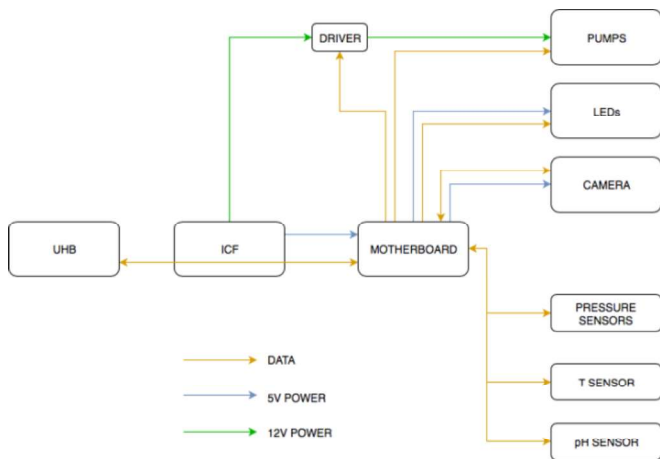 DRIVER
PUMPS
LEDs
CAMERA
UHB
ICF
MOTHERBOARD
PRESSURE
SENSORS
DATA
T SENSOR
5V POWER
12V POWER
pH SENSOR